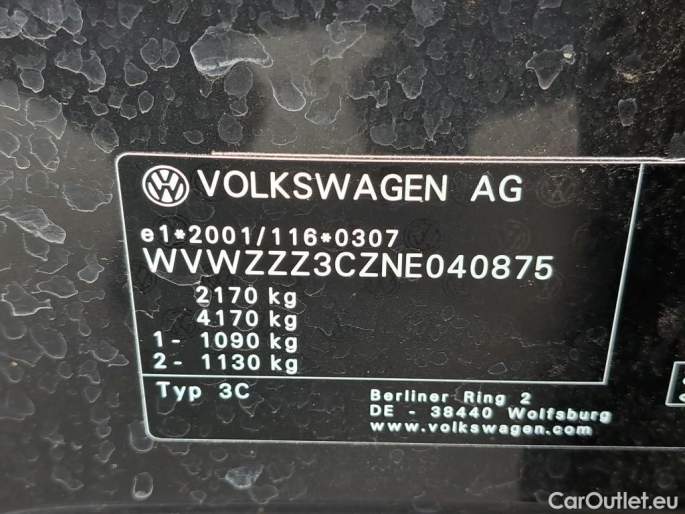 VOLKSWAGEN AG
e1*2001/116*0307
WVWZZZ3CZNE040875
2170 kg
4170 kg
1 - 1090 kg
2 - 1130 kg
Typ 3C
Berliner Ring 2
DE - 38440 Wolfsburg
www.volkswagen.com
CarOutlet.eu